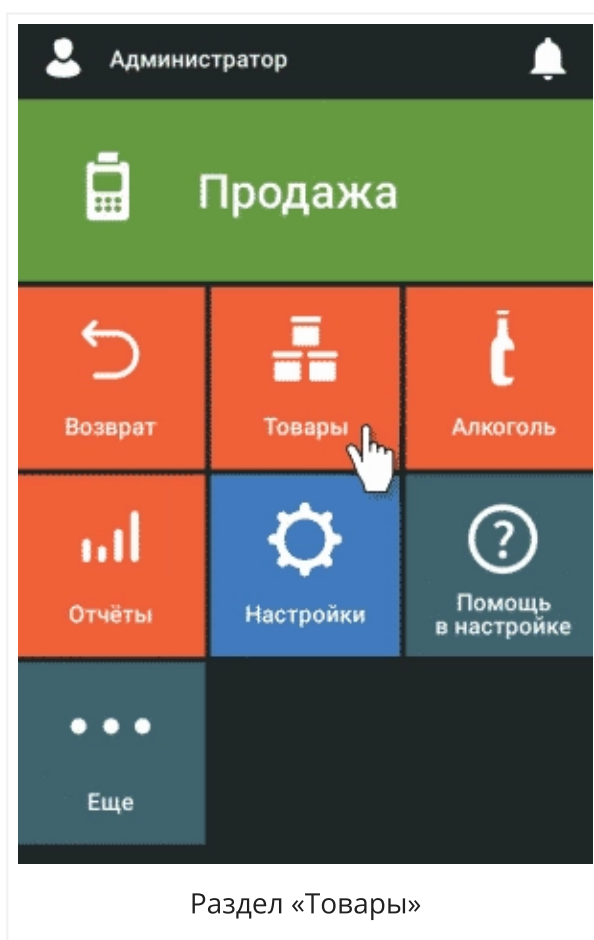 Администратор
Продажа
Возврат
Товары
Алкоголь
Отчёты
Настройки
Помощь
в настройке
Еще
Раздел «Товары»